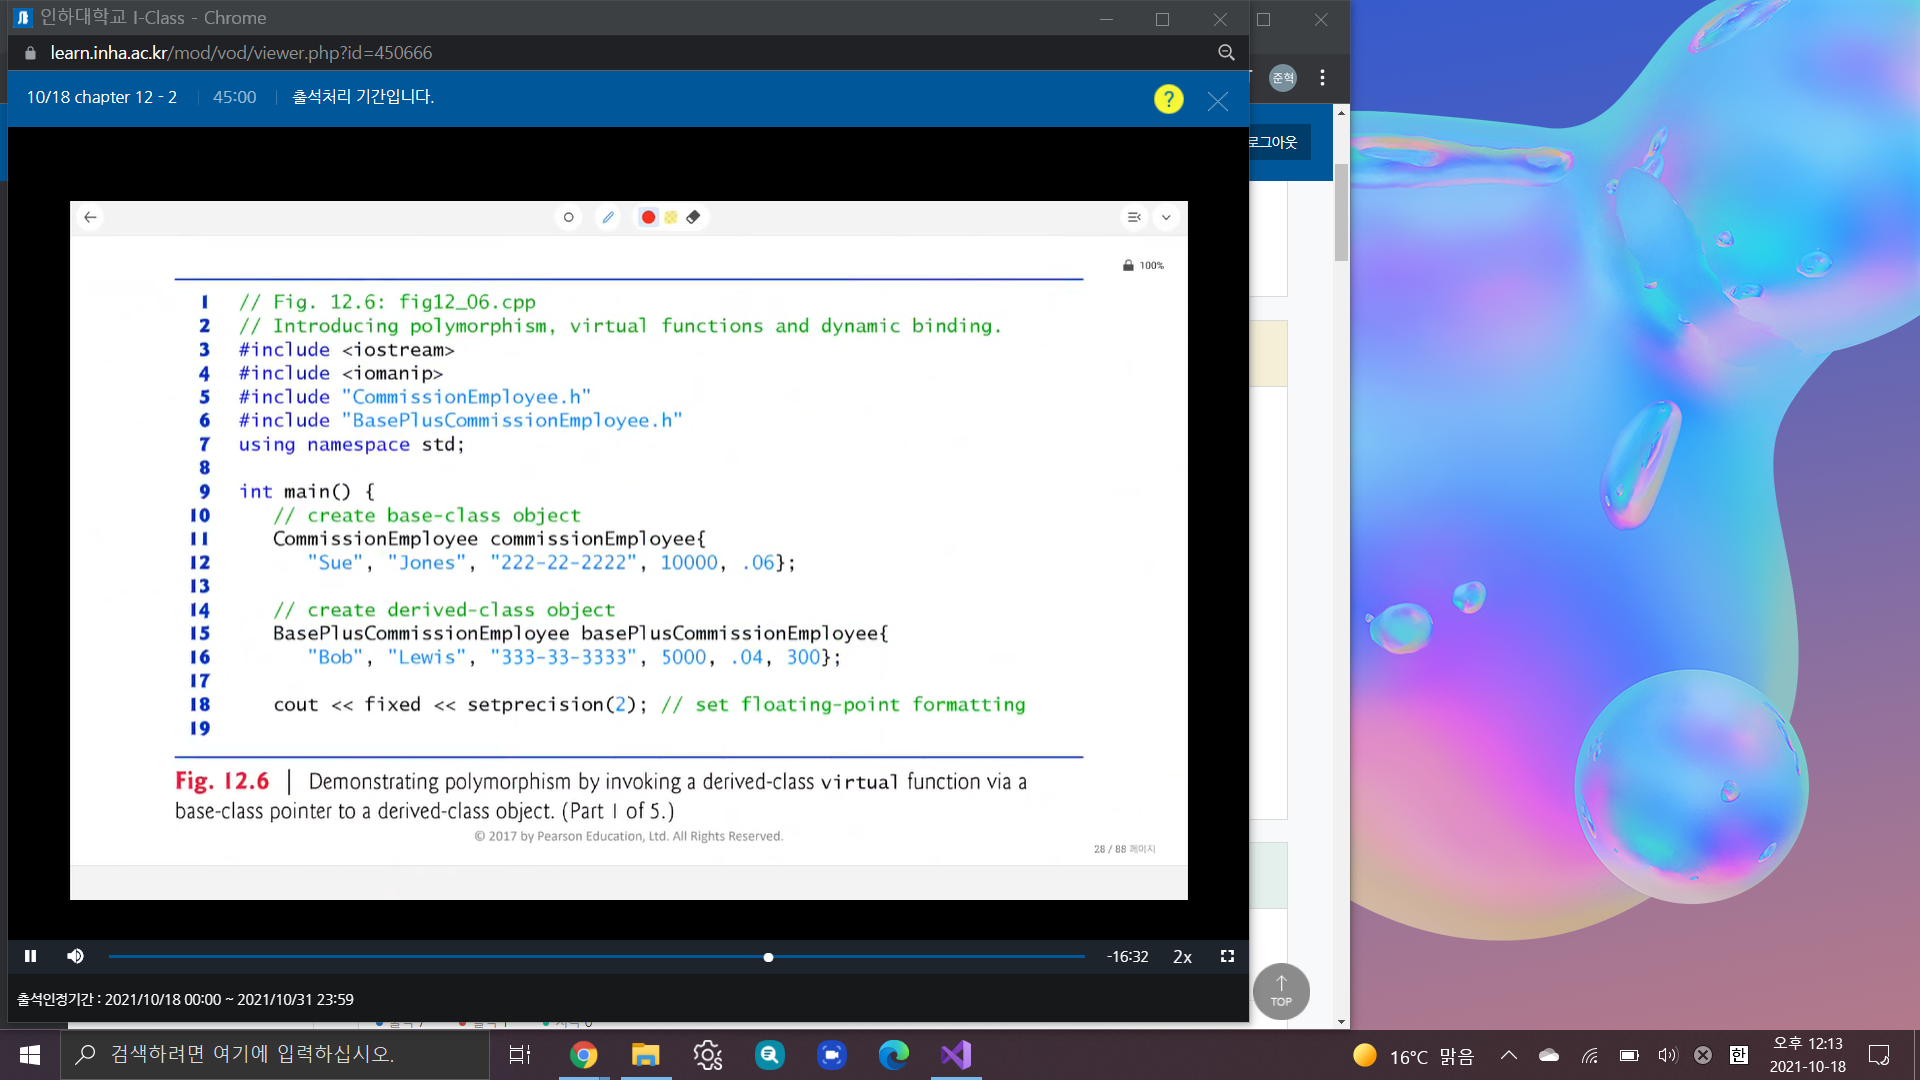 인하대학교 I-Class - Chrome
learn.inha.ac.kr/mod/vod/viewer.php?id=450666
준혁
10/18 chapter 12 - 2 45:00 출석처리 기간입니다.
?
로그아웃
100%
1 // Fig. 12.6: fig12_06.cpp
2 // Introducing polymorphism, virtual functions and dynamic binding.
3 #include <iostream>
4 #include <iomanip>
5 #include "CommissionEmployee.h"
6 #include "BasePlusCommissionEmployee.h"
7 using namespace std;
8
9 int main() {
10 // create base-class object
11 CommissionEmployee commissionEmployee{
12 "Sue", "Jones", "222-22-2222", 10000, .06};
13
14 // create derived-class object
15 BasePlusCommissionEmployee basePlusCommissionEmployee{
16 "Bob", "Lewis", "333-33-3333", 5000, .04, 300};
17
18 cout << fixed << setprecision(2); // set floating-point formatting
19
Fig. 12.6 | Demonstrating polymorphism by invoking a derived-class virtual function via a
base-class pointer to a derived-class object. (Part 1 of 5.)
© 2017 by Pearson Education, Ltd. All Rights Reserved.
28 / 88 페이지
-16:32 2x
출석인정기간 : 2021/10/18 00:00 ~ 2021/10/31 23:59
TOP
검색하려면 여기에 입력하십시오.
16°C 맑음
한
오후 12:13
2021-10-18